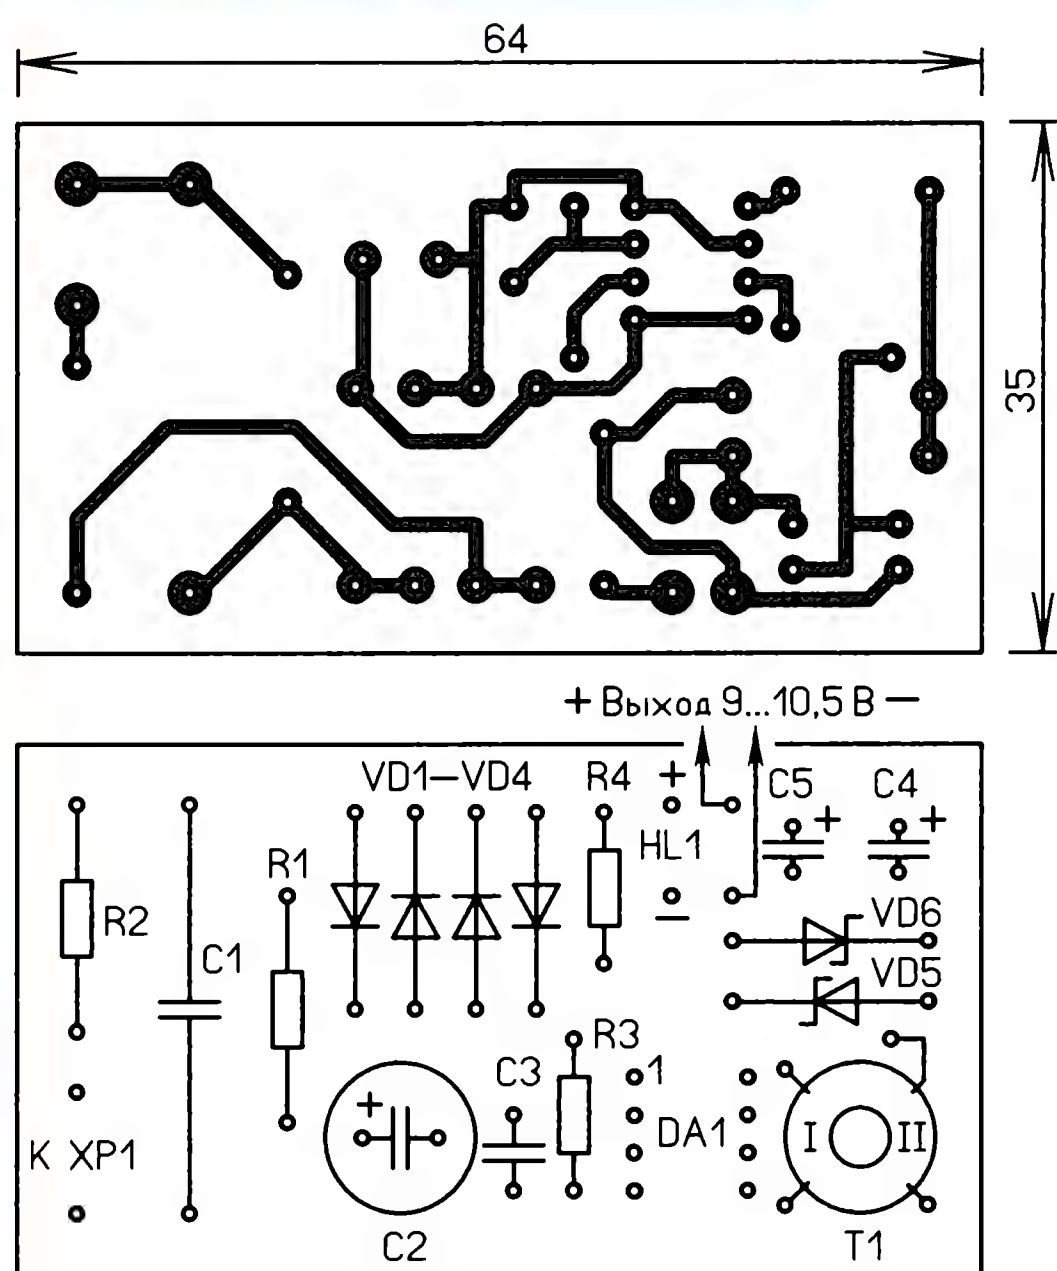 64
35
+ Выход 9...10,5 В −
VD1−VD4
R4
+
C5
+
C4
+
HL1
−
R1
R2
C1
VD6
VD5
R3
C3
1
+
DA1
I
II
К XP1
C2
T1